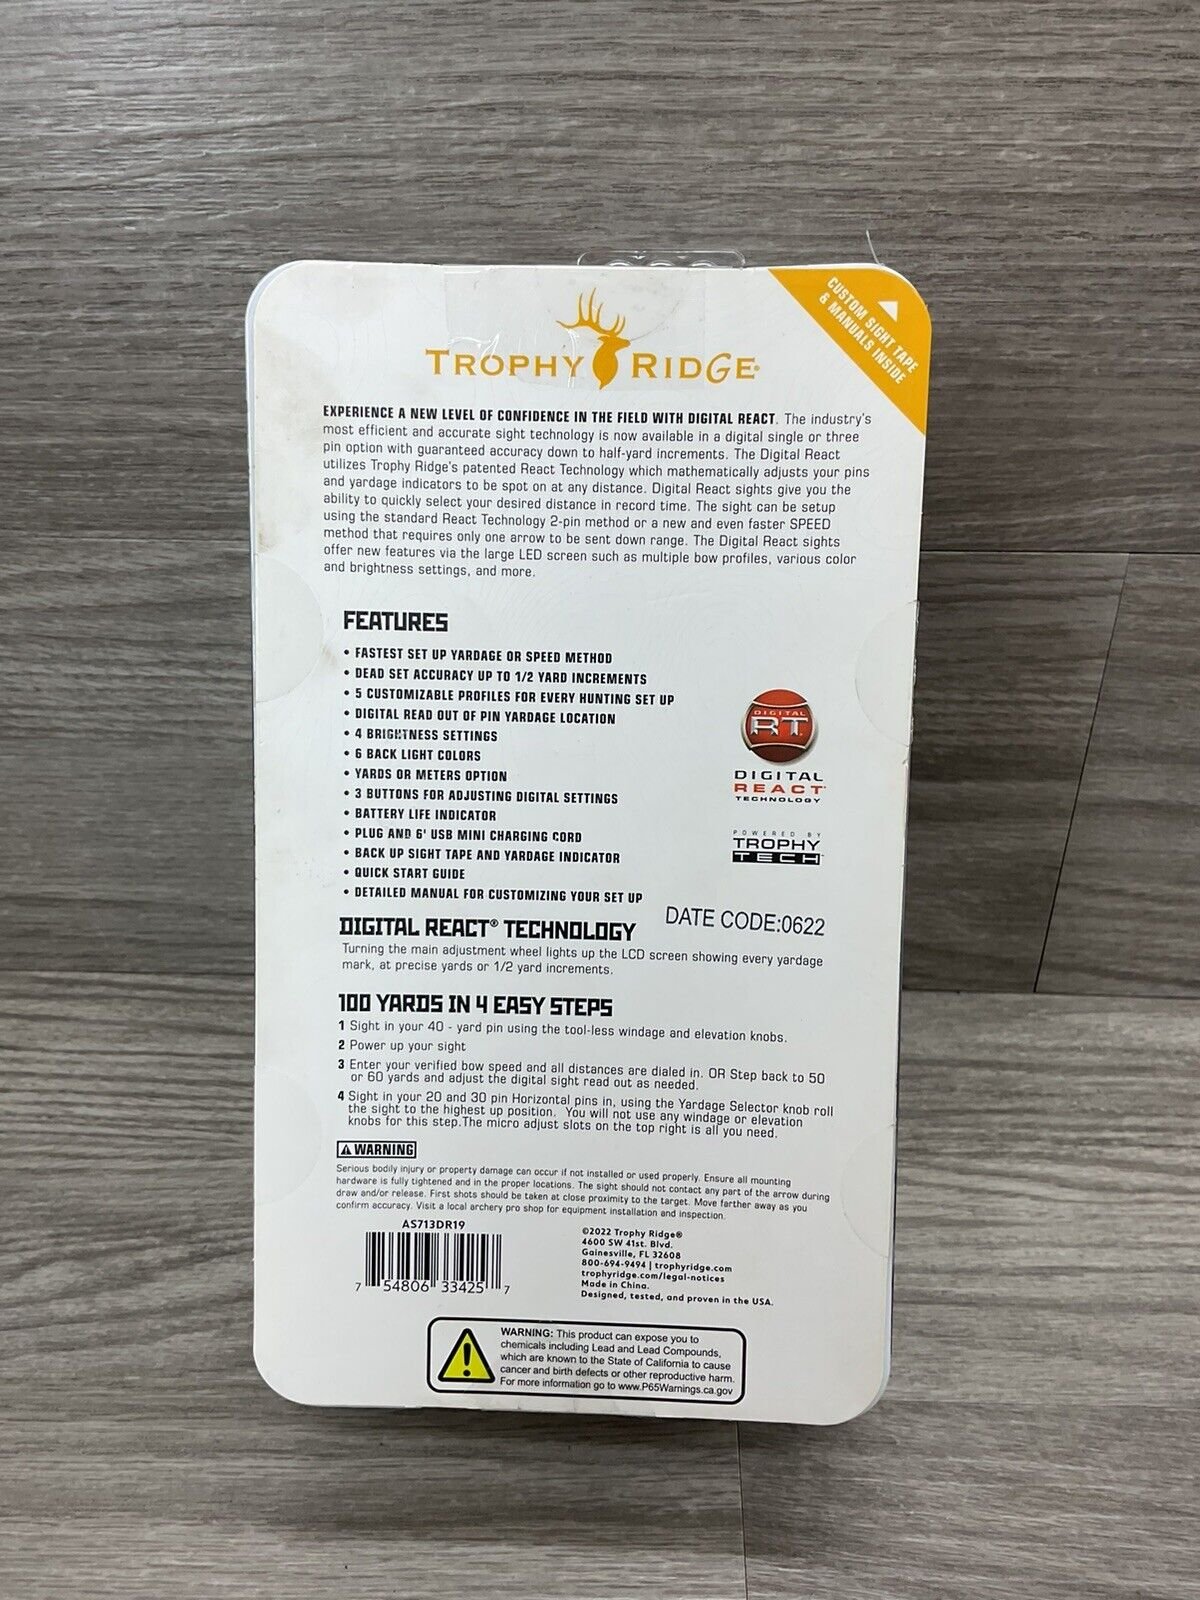 CUSTOM SIGHT TAPE
& MANUALS INSIDE
TROPHY RIDGE®
EXPERIENCE A NEW LEVEL OF CONFIDENCE IN THE FIELD WITH DIGITAL REACT. The industry's
most efficient and accurate sight technology is now available in a digital single or three
pin option with guaranteed accuracy down to half-yard increments. The Digital React
utilizes Trophy Ridge's patented React Technology which mathematically adjusts your pins
and yardage indicators to be spot on at any distance. Digital React sights give you the
ability to quickly select your desired distance in record time. The sight can be setup
using the standard React Technology 2-pin method or a new and even faster SPEED
method that requires only one arrow to be sent down range. The Digital React sights
offer new features via the large LED screen such as multiple bow profiles, various color
and brightness settings, and more.
FEATURES
• FASTEST SET UP YARDAGE OR SPEED METHOD
• DEAD SET ACCURACY UP TO 1/2 YARD INCREMENTS
• 5 CUSTOMIZABLE PROFILES FOR EVERY HUNTING SET UP
• DIGITAL READ OUT OF PIN YARDAGE LOCATION
• 4 BRIGHTNESS SETTINGS
• 6 BACK LIGHT COLORS
• YARDS OR METERS OPTION
• 3 BUTTONS FOR ADJUSTING DIGITAL SETTINGS
• BATTERY LIFE INDICATOR
• PLUG AND 6' USB MINI CHARGING CORD
• BACK UP SIGHT TAPE AND YARDAGE INDICATOR
• QUICK START GUIDE
• DETAILED MANUAL FOR CUSTOMIZING YOUR SET UP
DIGITAL
RT
DIGITAL
REACT
TECHNOLOGY
POWERED BY
TROPHY
TECH
DATE CODE:0622
DIGITAL REACT® TECHNOLOGY
Turning the main adjustment wheel lights up the LCD screen showing every yardage
mark, at precise yards or 1/2 yard increments.
100 YARDS IN 4 EASY STEPS
1 Sight in your 40 - yard pin using the tool-less windage and elevation knobs.
2 Power up your sight
3 Enter your verified bow speed and all distances are dialed in. OR Step back to 50
or 60 yards and adjust the digital sight read out as needed.
4 Sight in your 20 and 30 pin Horizontal pins in, using the Yardage Selector knob roll
the sight to the highest up position. You will not use any windage or elevation
knobs for this step.The micro adjust slots on the top right is all you need.
WARNING
Serious bodily injury or property damage can occur if not installed or used properly. Ensure all mounting
hardware is fully tightened and in the proper locations. The sight should not contact any part of the arrow during
draw and/or release. First shots should be taken at close proximity to the target. Move farther away as you
confirm accuracy. Visit a local archery pro shop for equipment installation and inspection.
AS713DR19
7 54806 33425 7
©2022 Trophy Ridge®
4600 SW 41st. Blvd.
Gainesville, FL 32608
800-694-9494 | trophyridge.com
trophyridge.com/legal-notices
Made in China.
Designed, tested, and proven in the USA.
WARNING: This product can expose you to
chemicals including Lead and Lead Compounds,
which are known to the State of California to cause
cancer and birth defects or other reproductive harm.
For more information go to www.P65Warnings.ca.gov